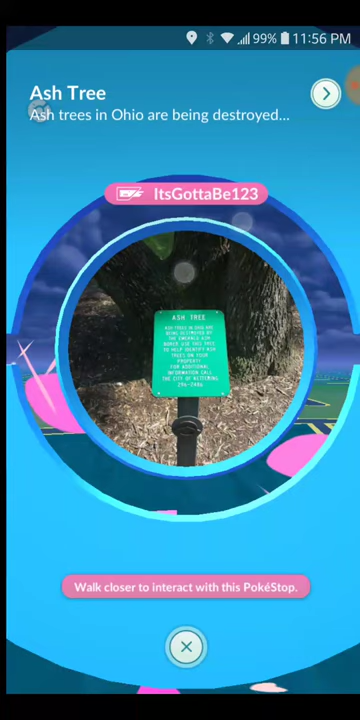 99% 11:56 PM
Ash Tree
Ash trees in Ohio are being destroyed...
ItsGottaBe123
ASH TREE
ASH TREES IN OHIO ARE
BEING DESTROYED BY
THE EMERALD ASH
BORER USE THIS TREE
TO HELP IDENTIFY ASH
TREES ON YOUR
PROPERTY
FOR ADDITIONAL
INFORMATION CALL
THE CITY OF KETTERING
296-2486
Walk closer to interact with this PokéStop.